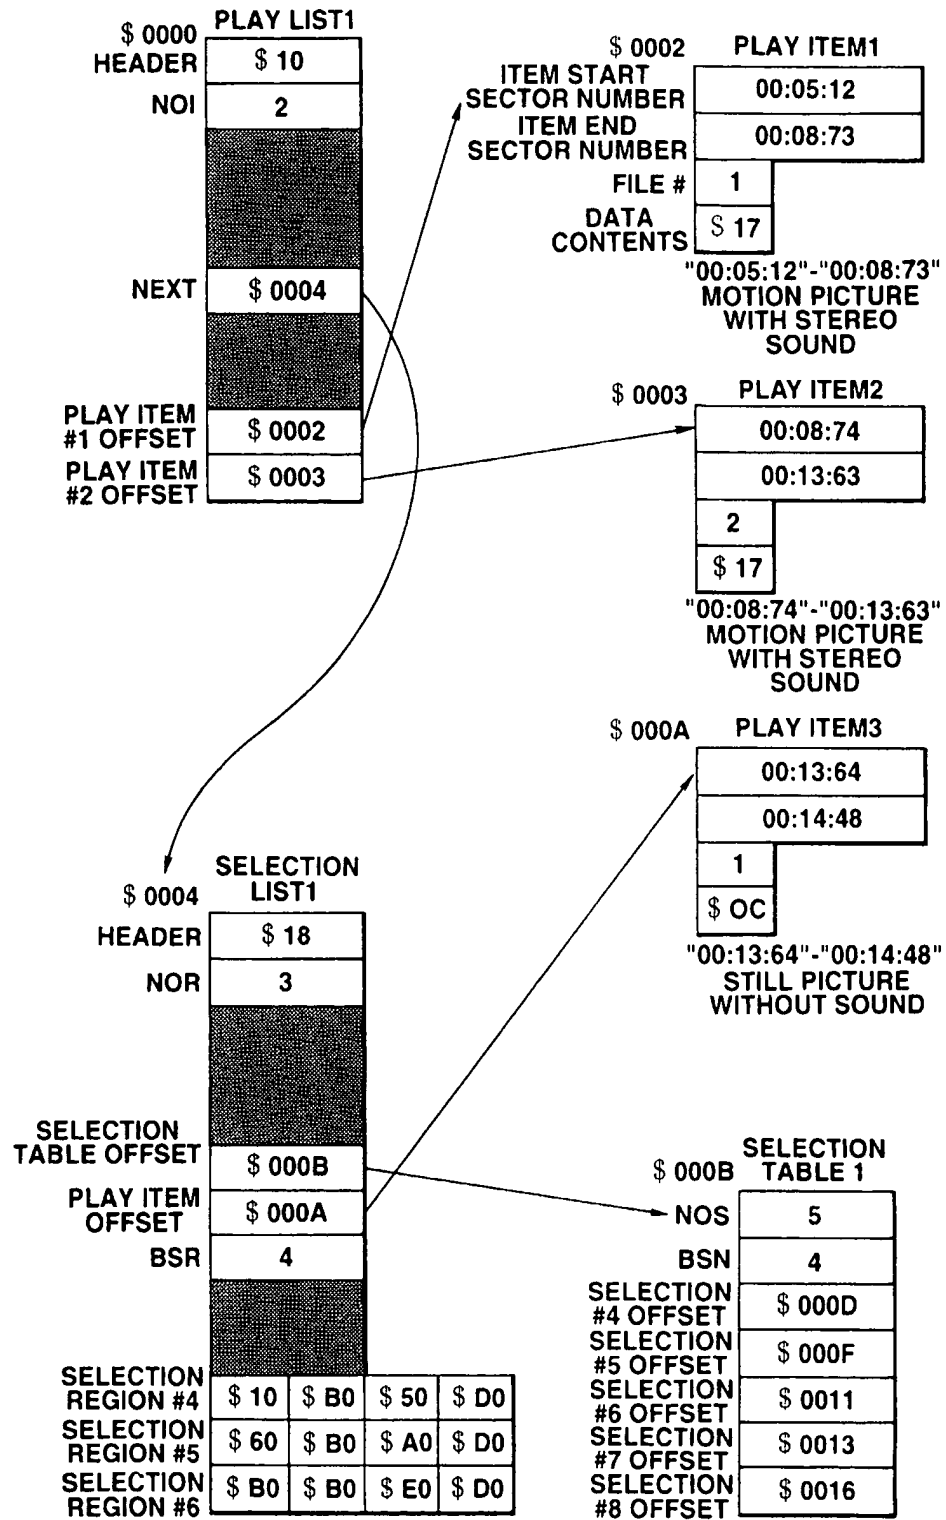 PLAY LIST1
$ 0000
HEADER
$ 10
NOI
2
NEXT
$ 0004
PLAY ITEM
#1 OFFSET
$ 0002
PLAY ITEM
#2 OFFSET
$ 0003
$ 0002
PLAY ITEM1
ITEM START
SECTOR NUMBER
00:05:12
ITEM END
SECTOR NUMBER
00:08:73
FILE #
1
DATA
CONTENTS
$ 17
"00:05:12"-"00:08:73"
MOTION PICTURE
WITH STEREO
SOUND
$ 0003
PLAY ITEM2
00:08:74
00:13:63
2
$ 17
"00:08:74"-"00:13:63"
MOTION PICTURE
WITH STEREO
SOUND
$ 000A
PLAY ITEM3
00:13:64
00:14:48
1
$ OC
"00:13:64"-"00:14:48"
STILL PICTURE
WITHOUT SOUND
SELECTION
LIST1
$ 0004
HEADER
$ 18
NOR
3
SELECTION
TABLE OFFSET
$ 000B
PLAY ITEM
OFFSET
$ 000A
BSR
4
SELECTION
REGION #4
$ 10 $ B0 $ 50 $ D0
SELECTION
REGION #5
$ 60 $ B0 $ A0 $ D0
SELECTION
REGION #6
$ B0 $ B0 $ E0 $ D0
SELECTION
TABLE 1
$ 000B
NOS
5
BSN
4
SELECTION
#4 OFFSET
$ 000D
SELECTION
#5 OFFSET
$ 000F
SELECTION
#6 OFFSET
$ 0011
SELECTION
#7 OFFSET
$ 0013
SELECTION
#8 OFFSET
$ 0016